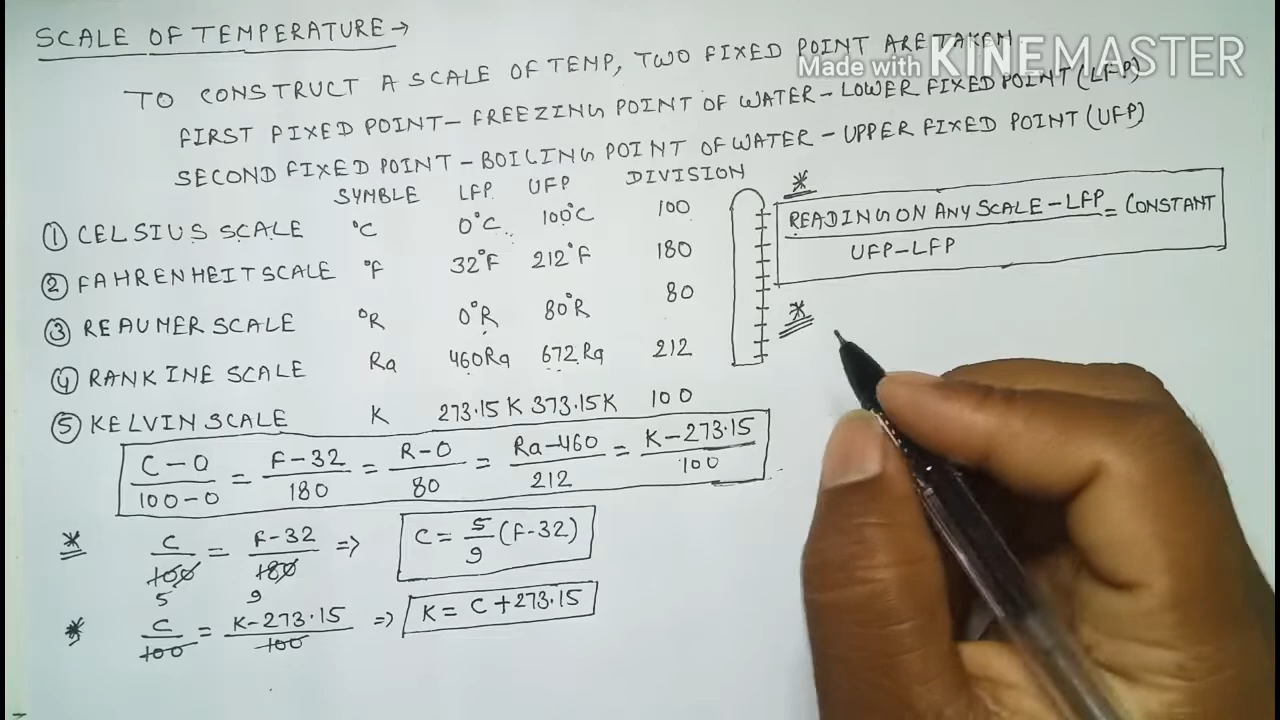 SCALE OF TEMPERATURE→
Made with KINEMASTER
TO CONSTRUCT A SCALE OF TEMP, TWO FIXED POINT ARE TAKEN
FIRST FIXED POINT– FREEZING POINT OF WATER– LOWER FIXED POINT (LFP)
SECOND FIXED POINT – BOILING POINT OF WATER – UPPER FIXED POINT (UFP)
SYMBLE LFP UFP DIVISION
① CELSIUS SCALE °C 0°C 100°C 100
② FAHRENHEIT SCALE °F 32°F 212°F 180
③ REAUMER SCALE °R 0°R 80°R 80
④ RANKINE SCALE Ra 460Ra 672Ra 212
⑤ KELVIN SCALE K 273.15K 373.15K 100
* READING ON ANY SCALE – LFP / UFP–LFP = CONSTANT
*
C–0 / 100–0 = F–32 / 180 = R–0 / 80 = Ra–460 / 212 = K–273.15 / 100
* C / 100 5 = F–32 / 180 9 => C = 5/9 (F–32)
* C / 100 = K–273.15 / 100 => K = C+273.15